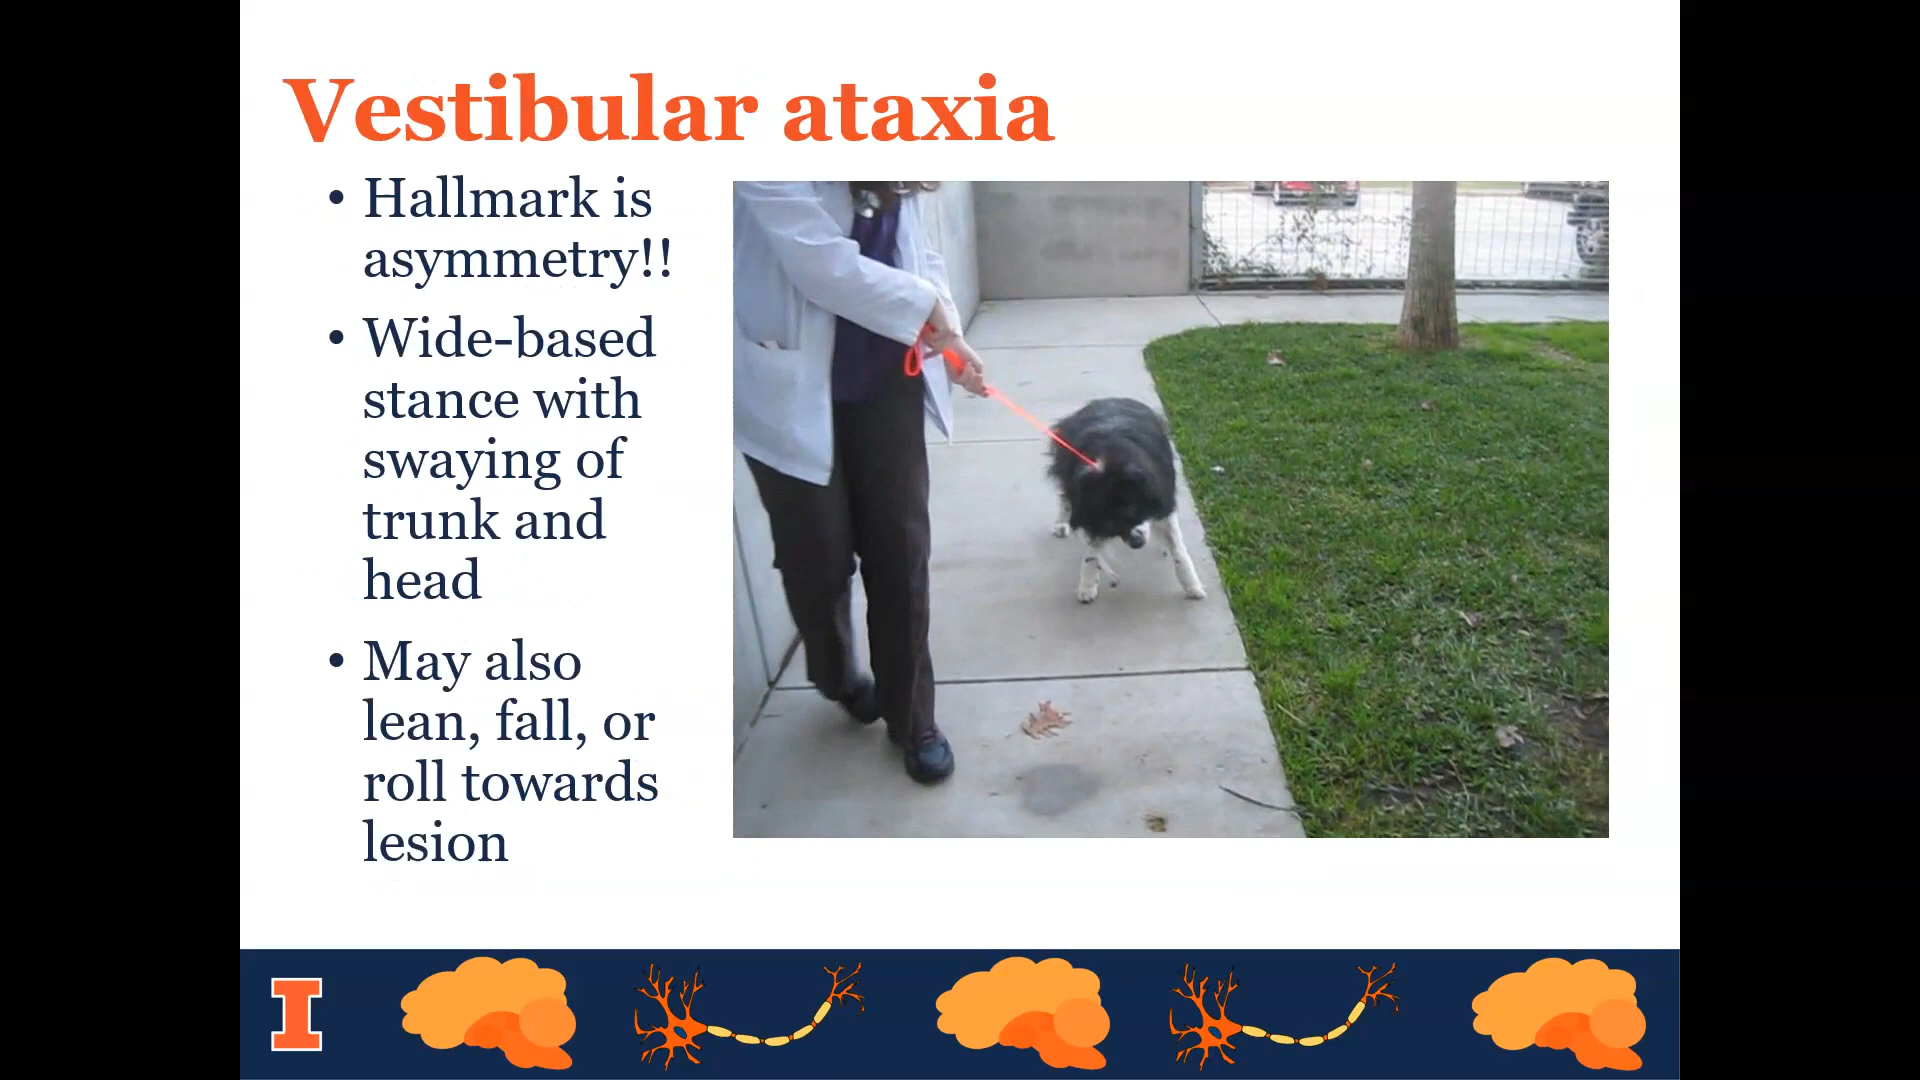 Vestibular ataxia
• Hallmark is
asymmetry!!
• Wide-based
stance with
swaying of
trunk and
head
• May also
lean, fall, or
roll towards
lesion
I